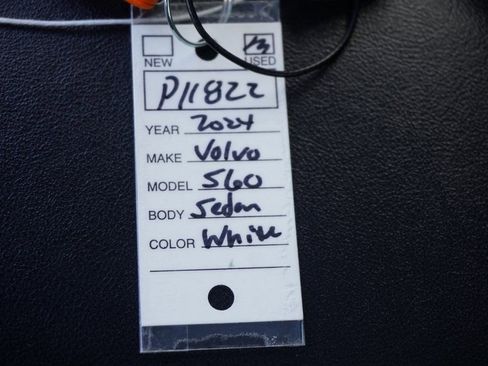 NEW USED
P11822
YEAR 2024
MAKE Volvo
MODEL S60
BODY Sedan
COLOR White